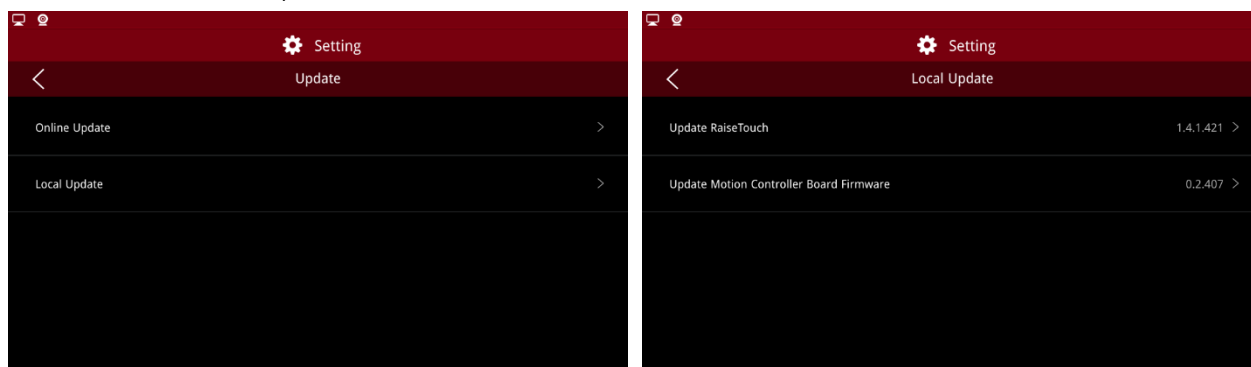 Setting
Update
Online Update
Local Update
Setting
Local Update
Update RaiseTouch 1.4.1.421
Update Motion Controller Board Firmware 0.2.407